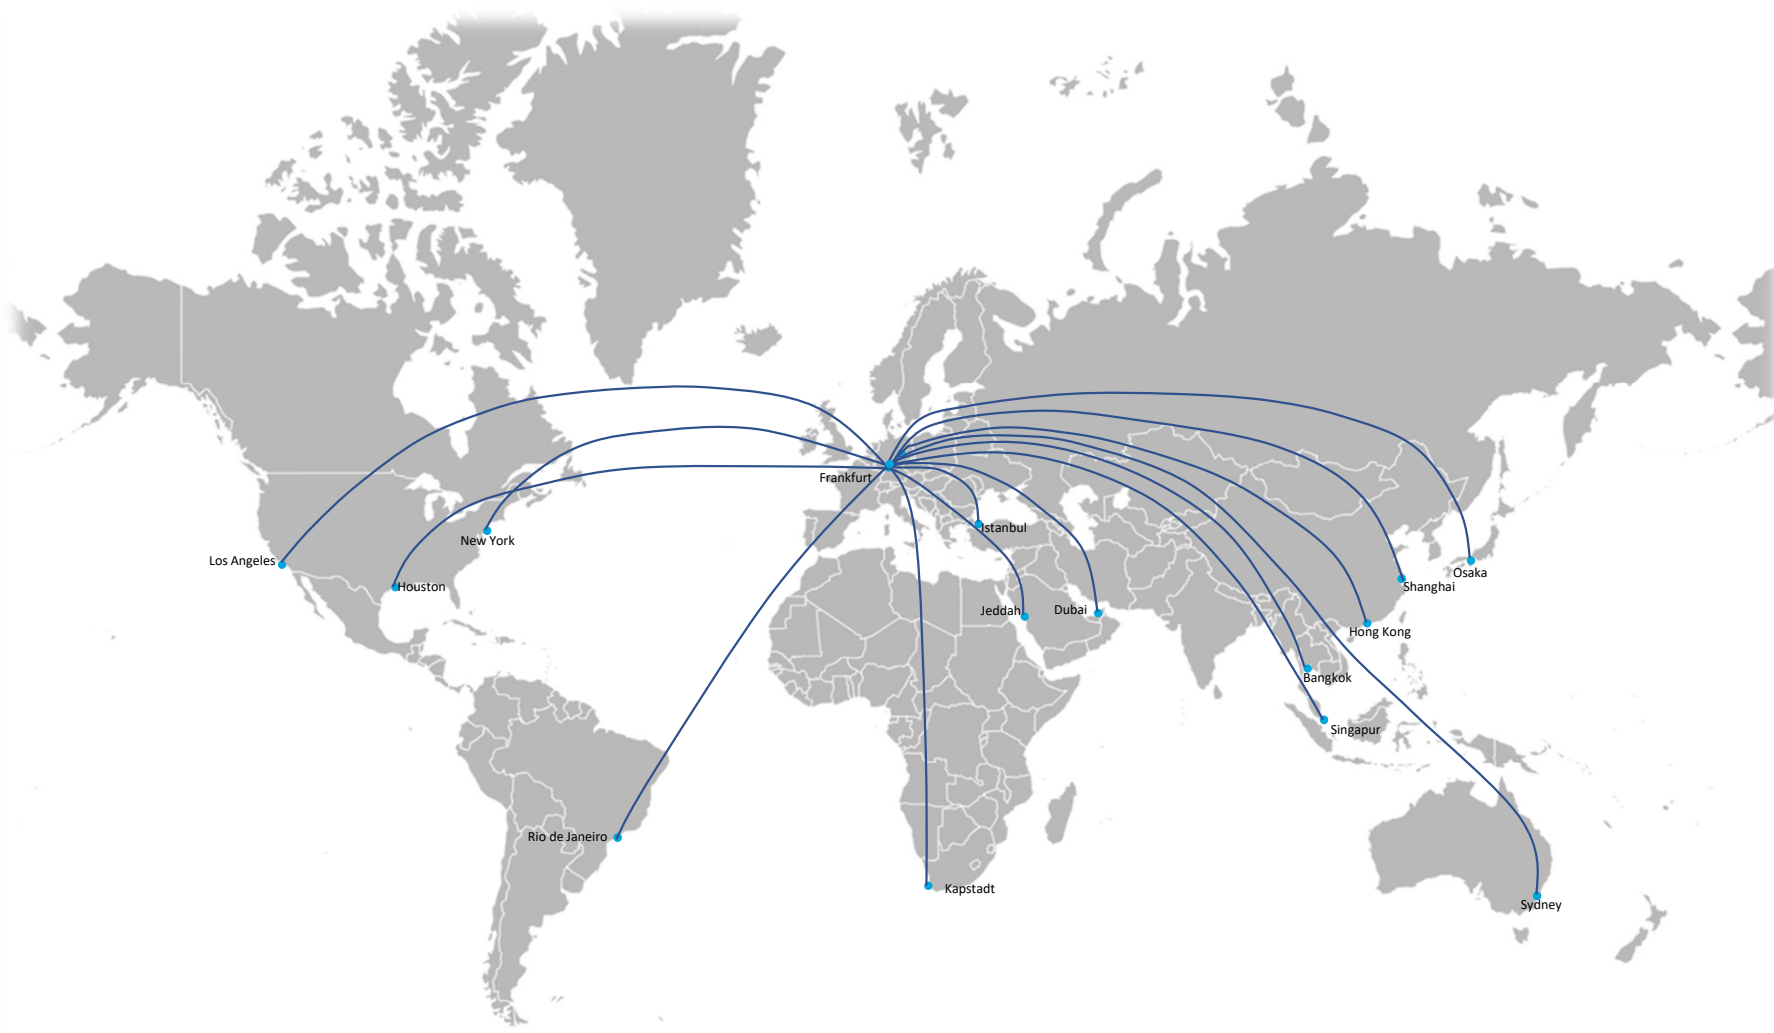 Frankfurt
Istanbul
New York
Los Angeles
Houston
Osaka
Shanghai
Jeddah
Dubai
Hong Kong
Bangkok
Singapur
Rio de Janeiro
Kapstadt
Sydney